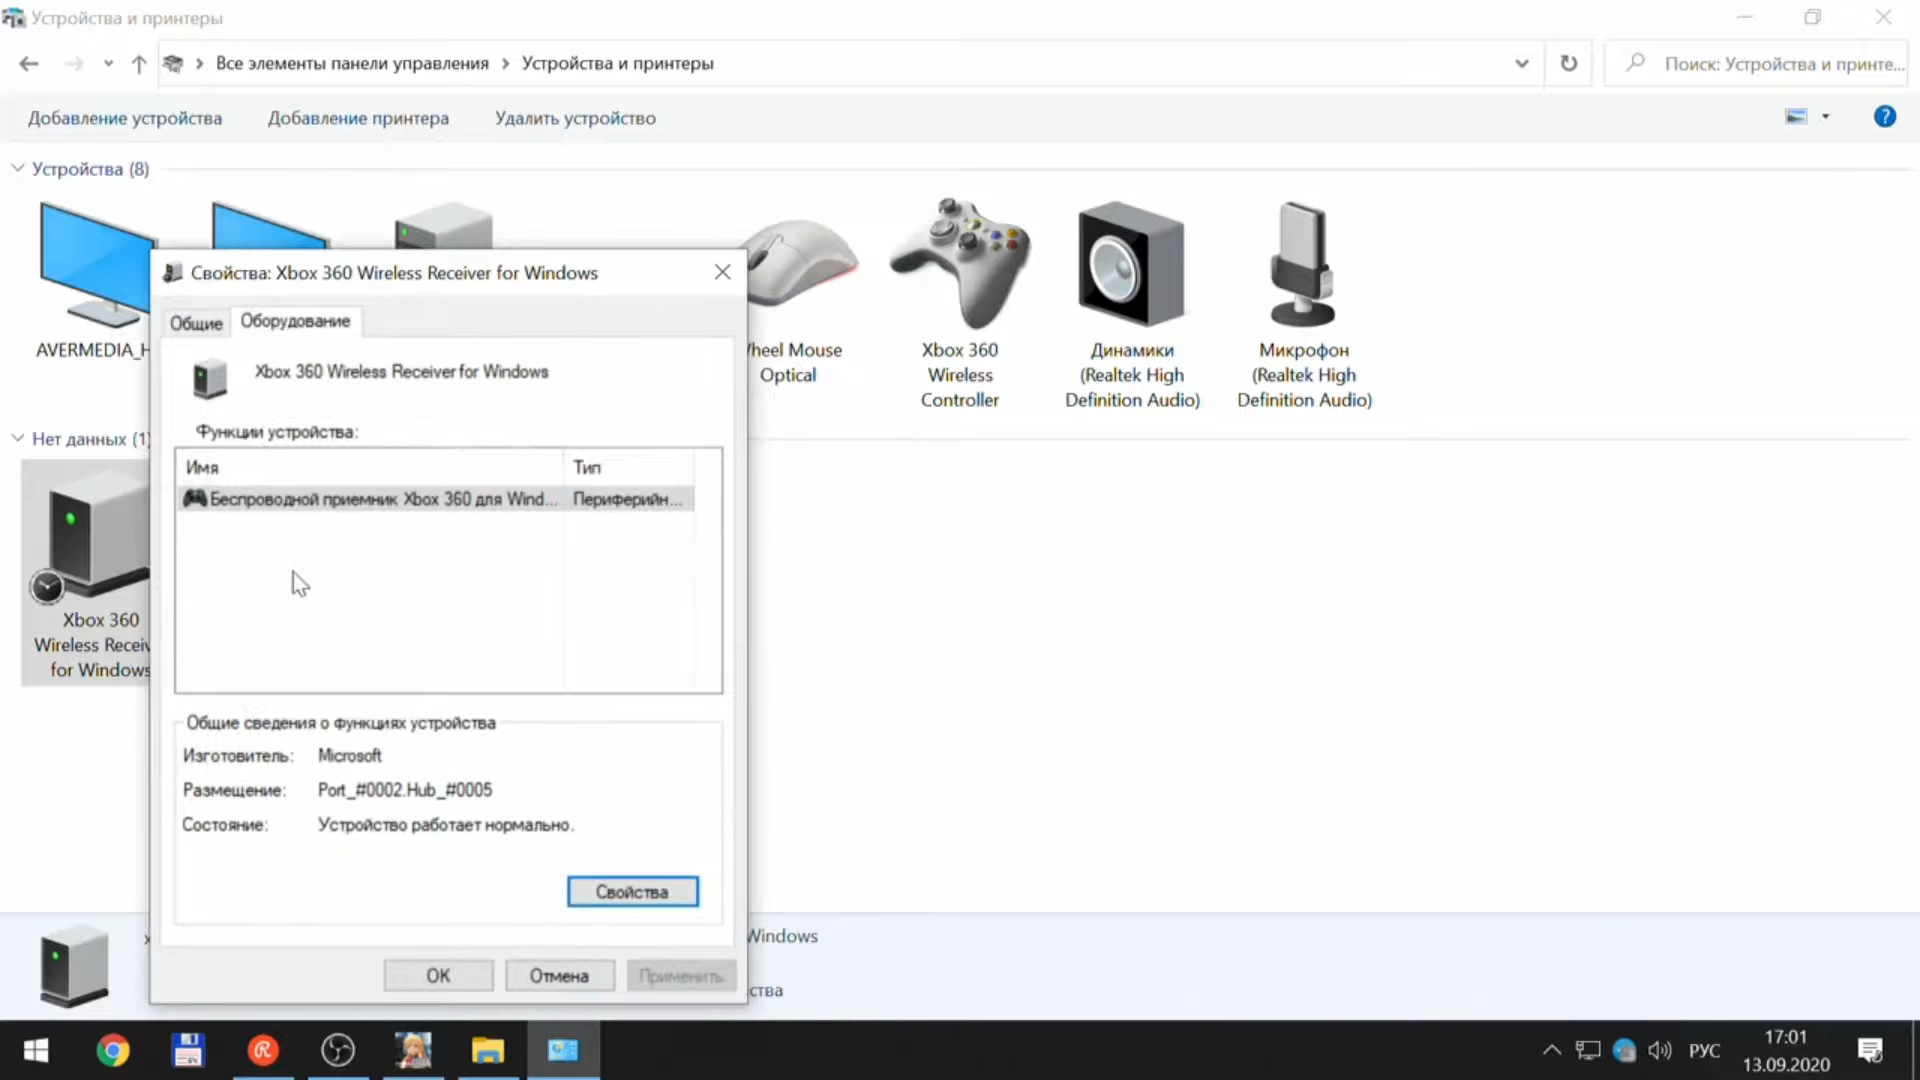 Устройства и принтеры
Все элементы панели управления
Устройства и принтеры
Поиск: Устройства и принте...
Добавление устройства
Добавление принтера
Удалить устройство
Устройства (8)
AVERMEDIA_H
Wheel Mouse
Optical
Xbox 360
Wireless
Controller
Динамики
(Realtek High
Definition Audio)
Микрофон
(Realtek High
Definition Audio)
Нет данных (1)
Xbox 360
Wireless Receiv
for Windows
Свойства: Xbox 360 Wireless Receiver for Windows
Общие
Оборудование
Xbox 360 Wireless Receiver for Windows
Функции устройства:
Имя
Тип
Беспроводной приемник Xbox 360 для Wind...
Периферийн...
Общие сведения о функциях устройства
Изготовитель:
Microsoft
Размещение:
Port_#0002.Hub_#0005
Состояние:
Устройство работает нормально.
Свойства
OK
Отмена
Применить
Windows
ства
РУС
17:01
13.09.2020